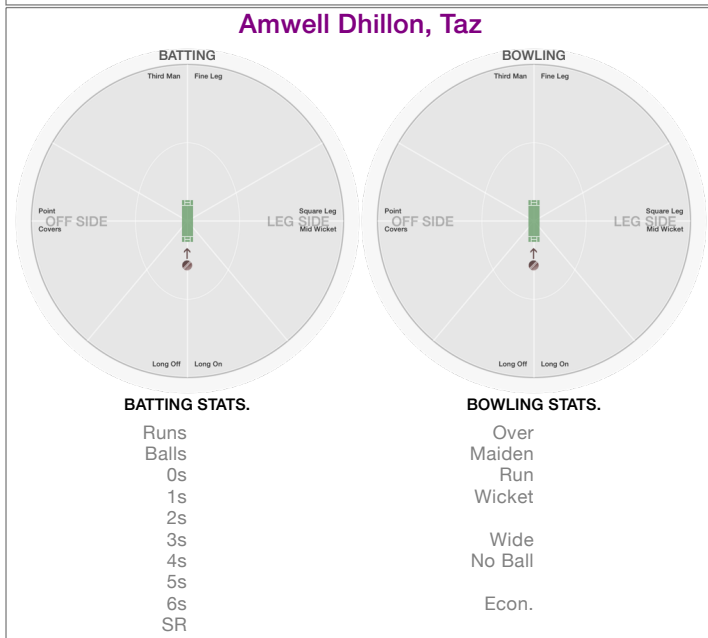 Amwell Dhillon, Taz
BATTING
Third Man Fine Leg
Point Square Leg
OFF SIDE LEG SIDE
Covers Mid Wicket
Long Off Long On
BATTING STATS.
Runs
Balls
0s
1s
2s
3s
4s
5s
6s
SR
BOWLING
Third Man Fine Leg
Point Square Leg
OFF SIDE LEG SIDE
Covers Mid Wicket
Long Off Long On
BOWLING STATS.
Over
Maiden
Run
Wicket
Wide
No Ball
Econ.